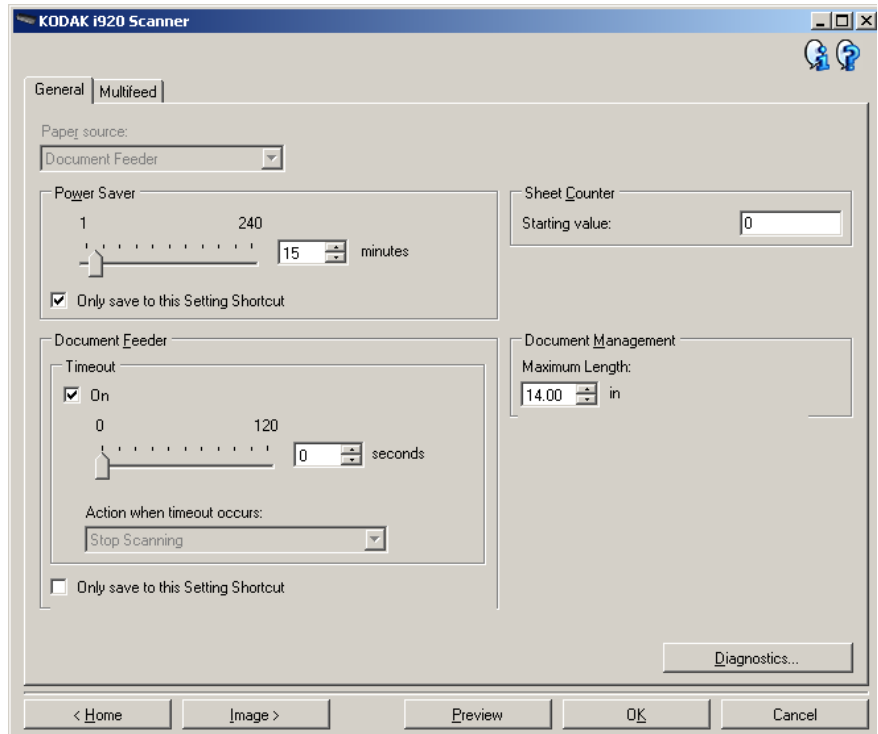 KODAK i920 Scanner
General
Multifeed
Paper source:
Document Feeder
Power Saver
1 240
15 minutes
Only save to this Setting Shortcut
Sheet Counter
Starting value: 0
Document Feeder
Timeout
On
0 120
0 seconds
Action when timeout occurs:
Stop Scanning
Only save to this Setting Shortcut
Document Management
Maximum Length:
14.00 in
Diagnostics...
< Home
Image >
Preview
OK
Cancel